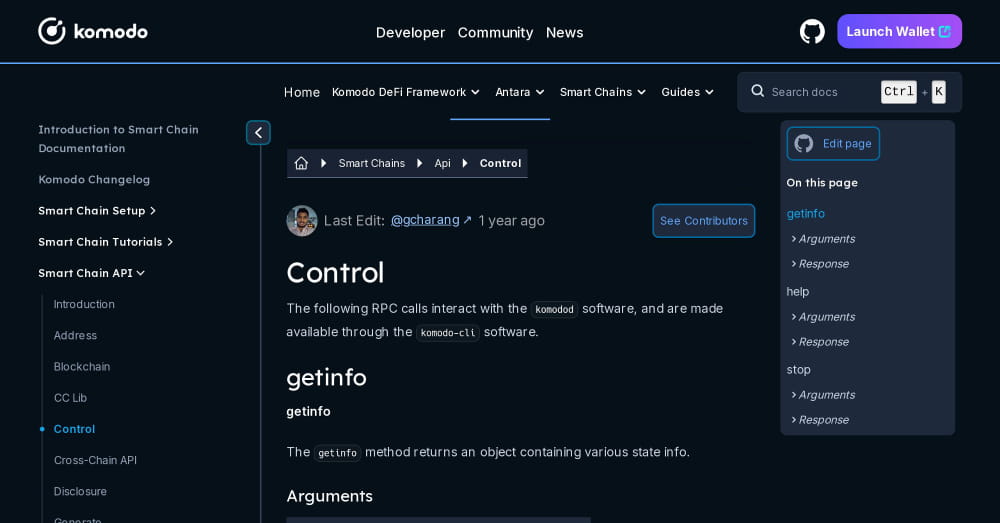 komodo
Developer Community News
Launch Wallet
Home Komodo DeFi Framework Antara Smart Chains Guides
Search docs Ctrl + K
Introduction to Smart Chain
Documentation
Komodo Changelog
Smart Chain Setup
Smart Chain Tutorials
Smart Chain API
Introduction
Address
Blockchain
CC Lib
Control
Cross-Chain API
Disclosure
Generate
Smart Chains Api Control
Last Edit: @gcharang ↗ 1 year ago
See Contributors
Control
The following RPC calls interact with the komodod software, and are made
available through the komodo-cli software.
getinfo
getinfo
The getinfo method returns an object containing various state info.
Arguments
Edit page
On this page
getinfo
Arguments
Response
help
Arguments
Response
stop
Arguments
Response